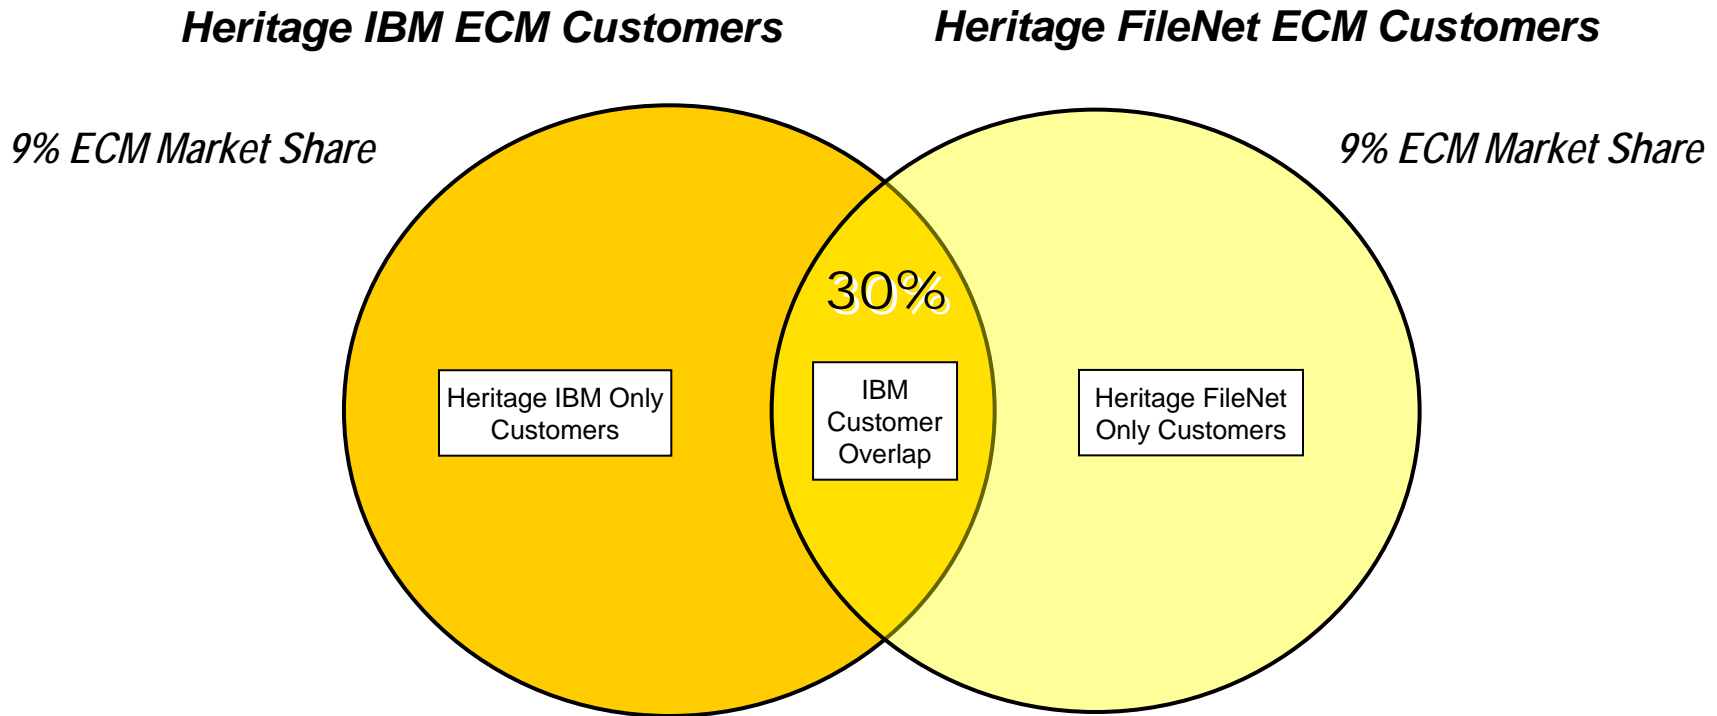 Heritage IBM ECM Customers
Heritage FileNet ECM Customers
9% ECM Market Share
9% ECM Market Share
30%
Heritage IBM Only
Customers
IBM
Customer
Overlap
Heritage FileNet
Only Customers